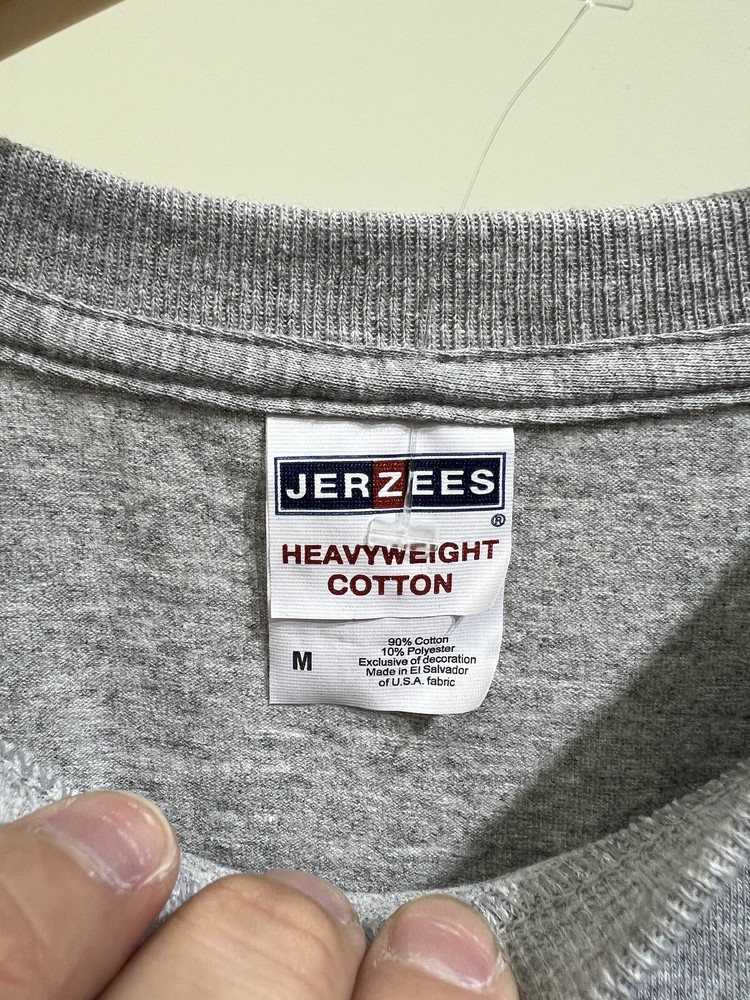 JERZEES
®
HEAVYWEIGHT
COTTON
M
90% Cotton
10% Polyester
Exclusive of decoration
Made in El Salvador
of U.S.A. fabric